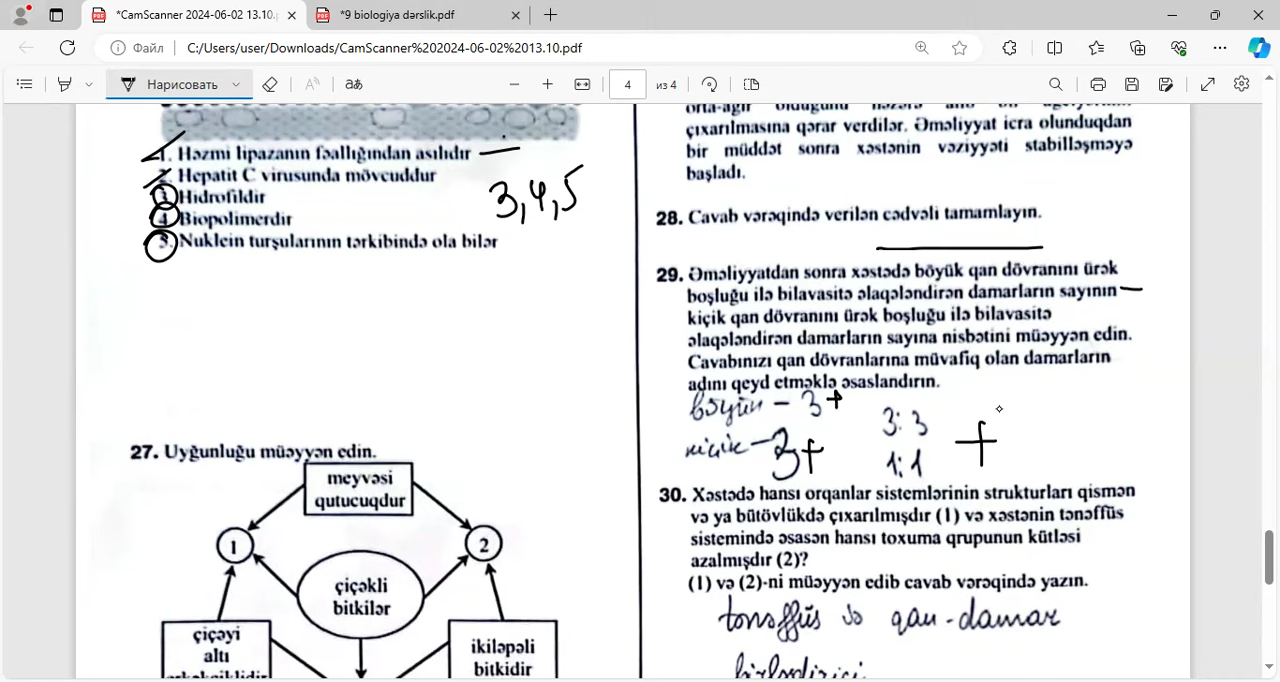 *CamScanner 2024-06-02 13.10.p
*9 biologiya dərslik.pdf
Файл
C:/Users/user/Downloads/CamScanner%202024-06-02%2013.10.pdf
Нарисовать
4
из 4
1. Həzmi lipazanın fəallığından asılıdır
2. Hepatit C virusunda mövcuddur
3. Hidrofildir
4. Biopolimerdir
5. Nuklein turşularının tərkibində ola bilər
3,4,5
27. Uyğunluğu müəyyən edin.
meyvəsi
qutucuqdur
1
2
çiçəkli
bitkilər
çiçəyi
altı
erkəkciklidir
ikiləpəli
bitkidir
orta-ağır olduğunu nəzərə alıb bir
çıxarılmasına qərar verdilər. Əməliyyat icra olunduqdan
bir müddət sonra xəstənin vəziyyəti stabilləşməyə
başladı.
28. Cavab vərəqində verilən cədvəli tamamlayın.
29. Əməliyyatdan sonra xəstədə böyük qan dövranını ürək
boşluğu ilə bilavasitə əlaqələndirən damarların sayının
kiçik qan dövranını ürək boşluğu ilə bilavasitə
əlaqələndirən damarların sayına nisbətini müəyyən edin.
Cavabınızı qan dövranlarına müvafiq olan damarların
adını qeyd etməklə əsaslandırın.
böyük – 3 +
kiçik – 3 +
3:3
1:1
+
30. Xəstədə hansı orqanlar sistemlərinin strukturları qismən
və ya bütövlükdə çıxarılmışdır (1) və xəstənin tənəffüs
sistemində əsasən hansı toxuma qrupunun kütləsi
azalmışdır (2)?
(1) və (2)-ni müəyyən edib cavab vərəqində yazın.
tənəffüs və qan-damar
birləşdirici